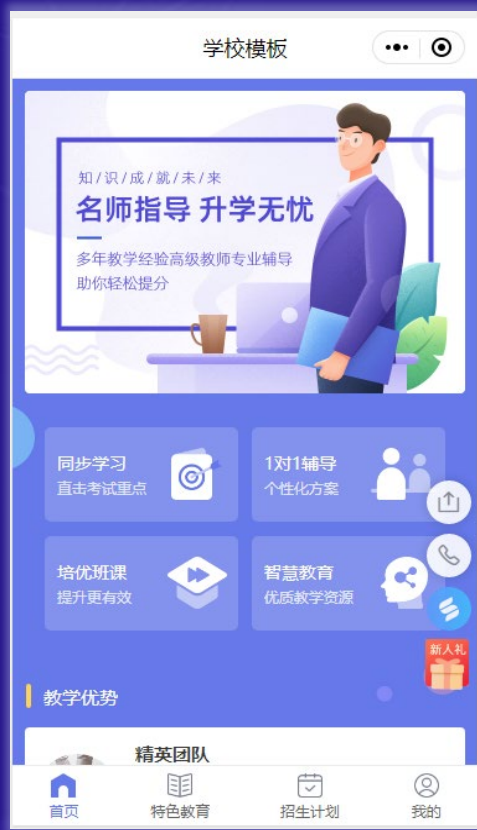 学校模板
知/识/成/就/未/来
名师指导 升学无忧
多年教学经验高级教师专业辅导
助你轻松提分
同步学习
直击考试重点
1对1辅导
个性化方案
培优班课
提升更有效
智慧教育
优质教学资源
新人礼
教学优势
精英团队
首页
特色教育
招生计划
我的